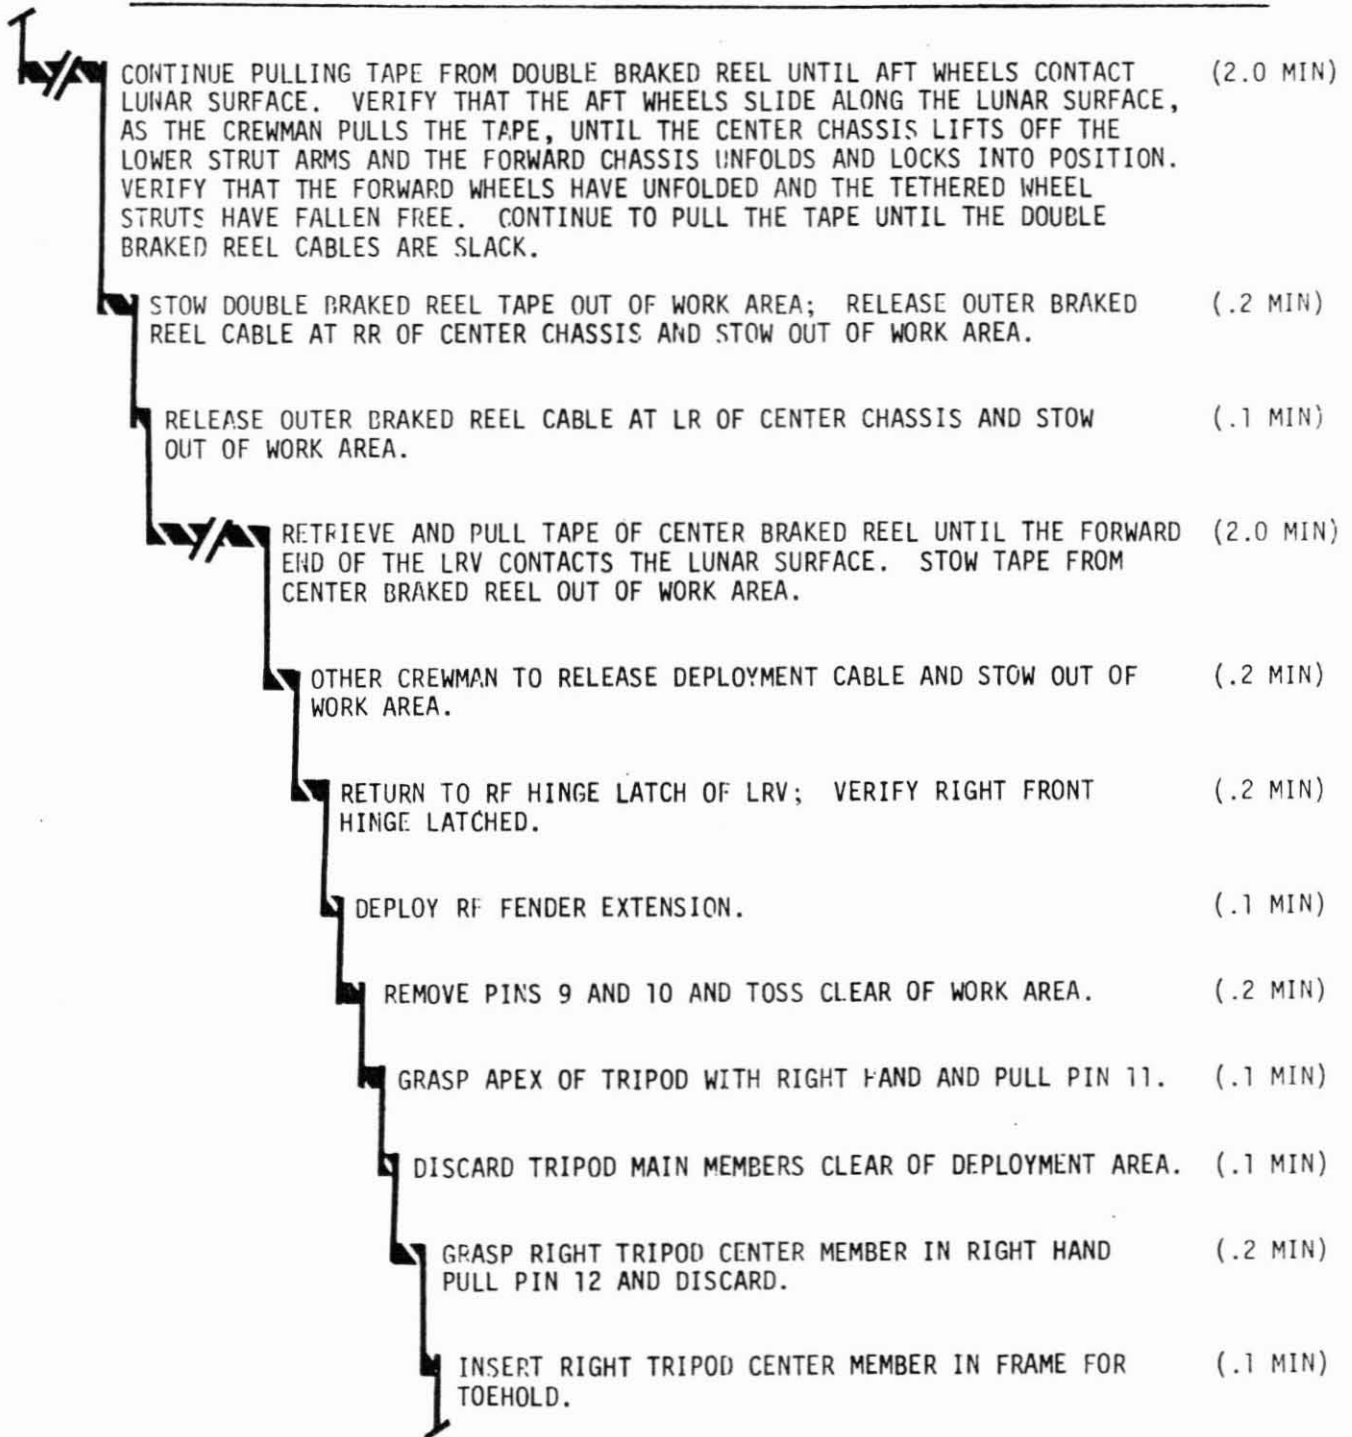 CONTINUE PULLING TAPE FROM DOUBLE BRAKED REEL UNTIL AFT WHEELS CONTACT (2.0 MIN)
LUNAR SURFACE. VERIFY THAT THE AFT WHEELS SLIDE ALONG THE LUNAR SURFACE,
AS THE CREWMAN PULLS THE TAPE, UNTIL THE CENTER CHASSIS LIFTS OFF THE
LOWER STRUT ARMS AND THE FORWARD CHASSIS UNFOLDS AND LOCKS INTO POSITION.
VERIFY THAT THE FORWARD WHEELS HAVE UNFOLDED AND THE TETHERED WHEEL
STRUTS HAVE FALLEN FREE. CONTINUE TO PULL THE TAPE UNTIL THE DOUBLE
BRAKED REEL CABLES ARE SLACK.
STOW DOUBLE BRAKED REEL TAPE OUT OF WORK AREA; RELEASE OUTER BRAKED (.2 MIN)
REEL CABLE AT RR OF CENTER CHASSIS AND STOW OUT OF WORK AREA.
RELEASE OUTER BRAKED REEL CABLE AT LR OF CENTER CHASSIS AND STOW (.1 MIN)
OUT OF WORK AREA.
RETRIEVE AND PULL TAPE OF CENTER BRAKED REEL UNTIL THE FORWARD (2.0 MIN)
END OF THE LRV CONTACTS THE LUNAR SURFACE. STOW TAPE FROM
CENTER BRAKED REEL OUT OF WORK AREA.
OTHER CREWMAN TO RELEASE DEPLOYMENT CABLE AND STOW OUT OF (.2 MIN)
WORK AREA.
RETURN TO RF HINGE LATCH OF LRV; VERIFY RIGHT FRONT (.2 MIN)
HINGE LATCHED.
DEPLOY RF FENDER EXTENSION. (.1 MIN)
REMOVE PINS 9 AND 10 AND TOSS CLEAR OF WORK AREA. (.2 MIN)
GRASP APEX OF TRIPOD WITH RIGHT HAND AND PULL PIN 11. (.1 MIN)
DISCARD TRIPOD MAIN MEMBERS CLEAR OF DEPLOYMENT AREA. (.1 MIN)
GRASP RIGHT TRIPOD CENTER MEMBER IN RIGHT HAND (.2 MIN)
PULL PIN 12 AND DISCARD.
INSERT RIGHT TRIPOD CENTER MEMBER IN FRAME FOR (.1 MIN)
TOEHOLD.